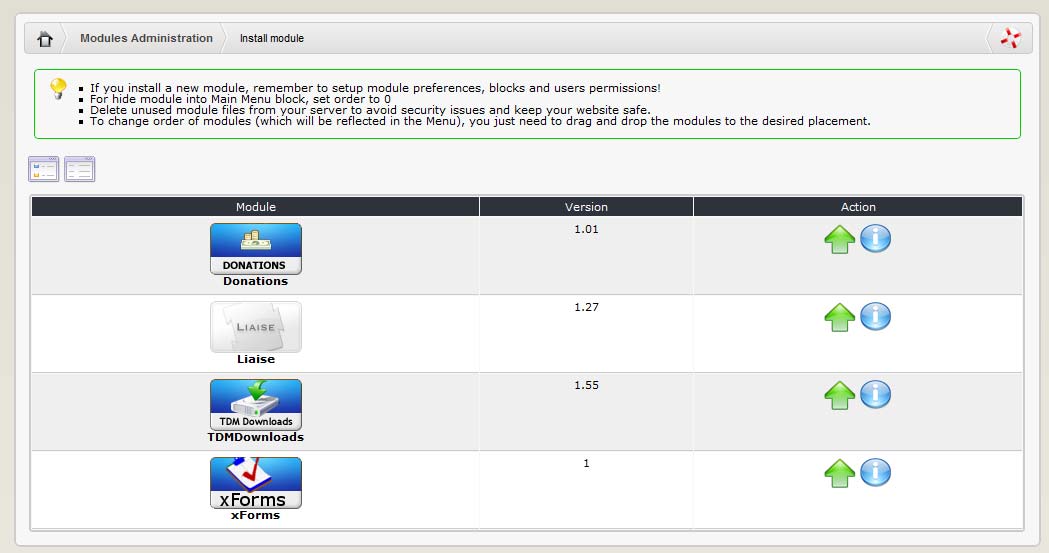 Modules Administration Install module
If you install a new module, remember to setup module preferences, blocks and users permissions!
For hide module into Main Menu block, set order to 0
Delete unused module files from your server to avoid security issues and keep your website safe.
To change order of modules (which will be reflected in the Menu), you just need to drag and drop the modules to the desired placement.
Module Version Action
1.01
DONATIONS
Donations
1.27
LIAISE
Liaise
1.55
TDM Downloads
TDMDownloads
1
xForms
xForms